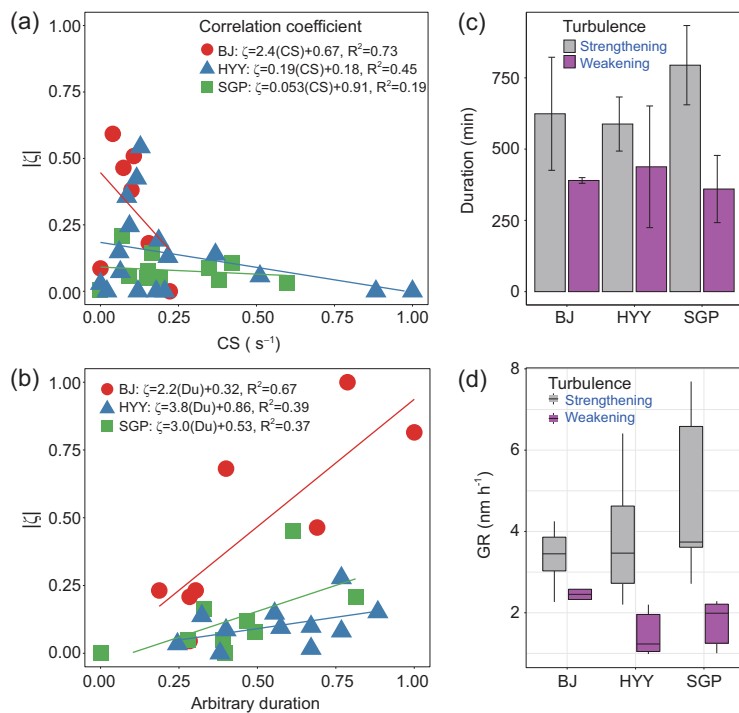 (a)
Correlation coefficient
BJ: ζ=2.4(CS)+0.67, R²=0.73
HYY: ζ=0.19(CS)+0.18, R²=0.45
SGP: ζ=0.053(CS)+0.91, R²=0.19
1.00
0.75
0.50
0.25
0.00
|ζ|
0.00 0.25 0.50 0.75 1.00
CS ( s⁻¹)
(b)
BJ: ζ=2.2(Du)+0.32, R²=0.67
HYY: ζ=3.8(Du)+0.86, R²=0.39
SGP: ζ=3.0(Du)+0.53, R²=0.37
1.00
0.75
0.50
0.25
0.00
|ζ|
0.00 0.25 0.50 0.75 1.00
Arbitrary duration
(c)
Turbulence
Strengthening
Weakening
750
500
250
0
Duration (min)
BJ HYY SGP
(d)
Turbulence
Strengthening
Weakening
8
6
4
2
GR (nm h⁻¹)
BJ HYY SGP